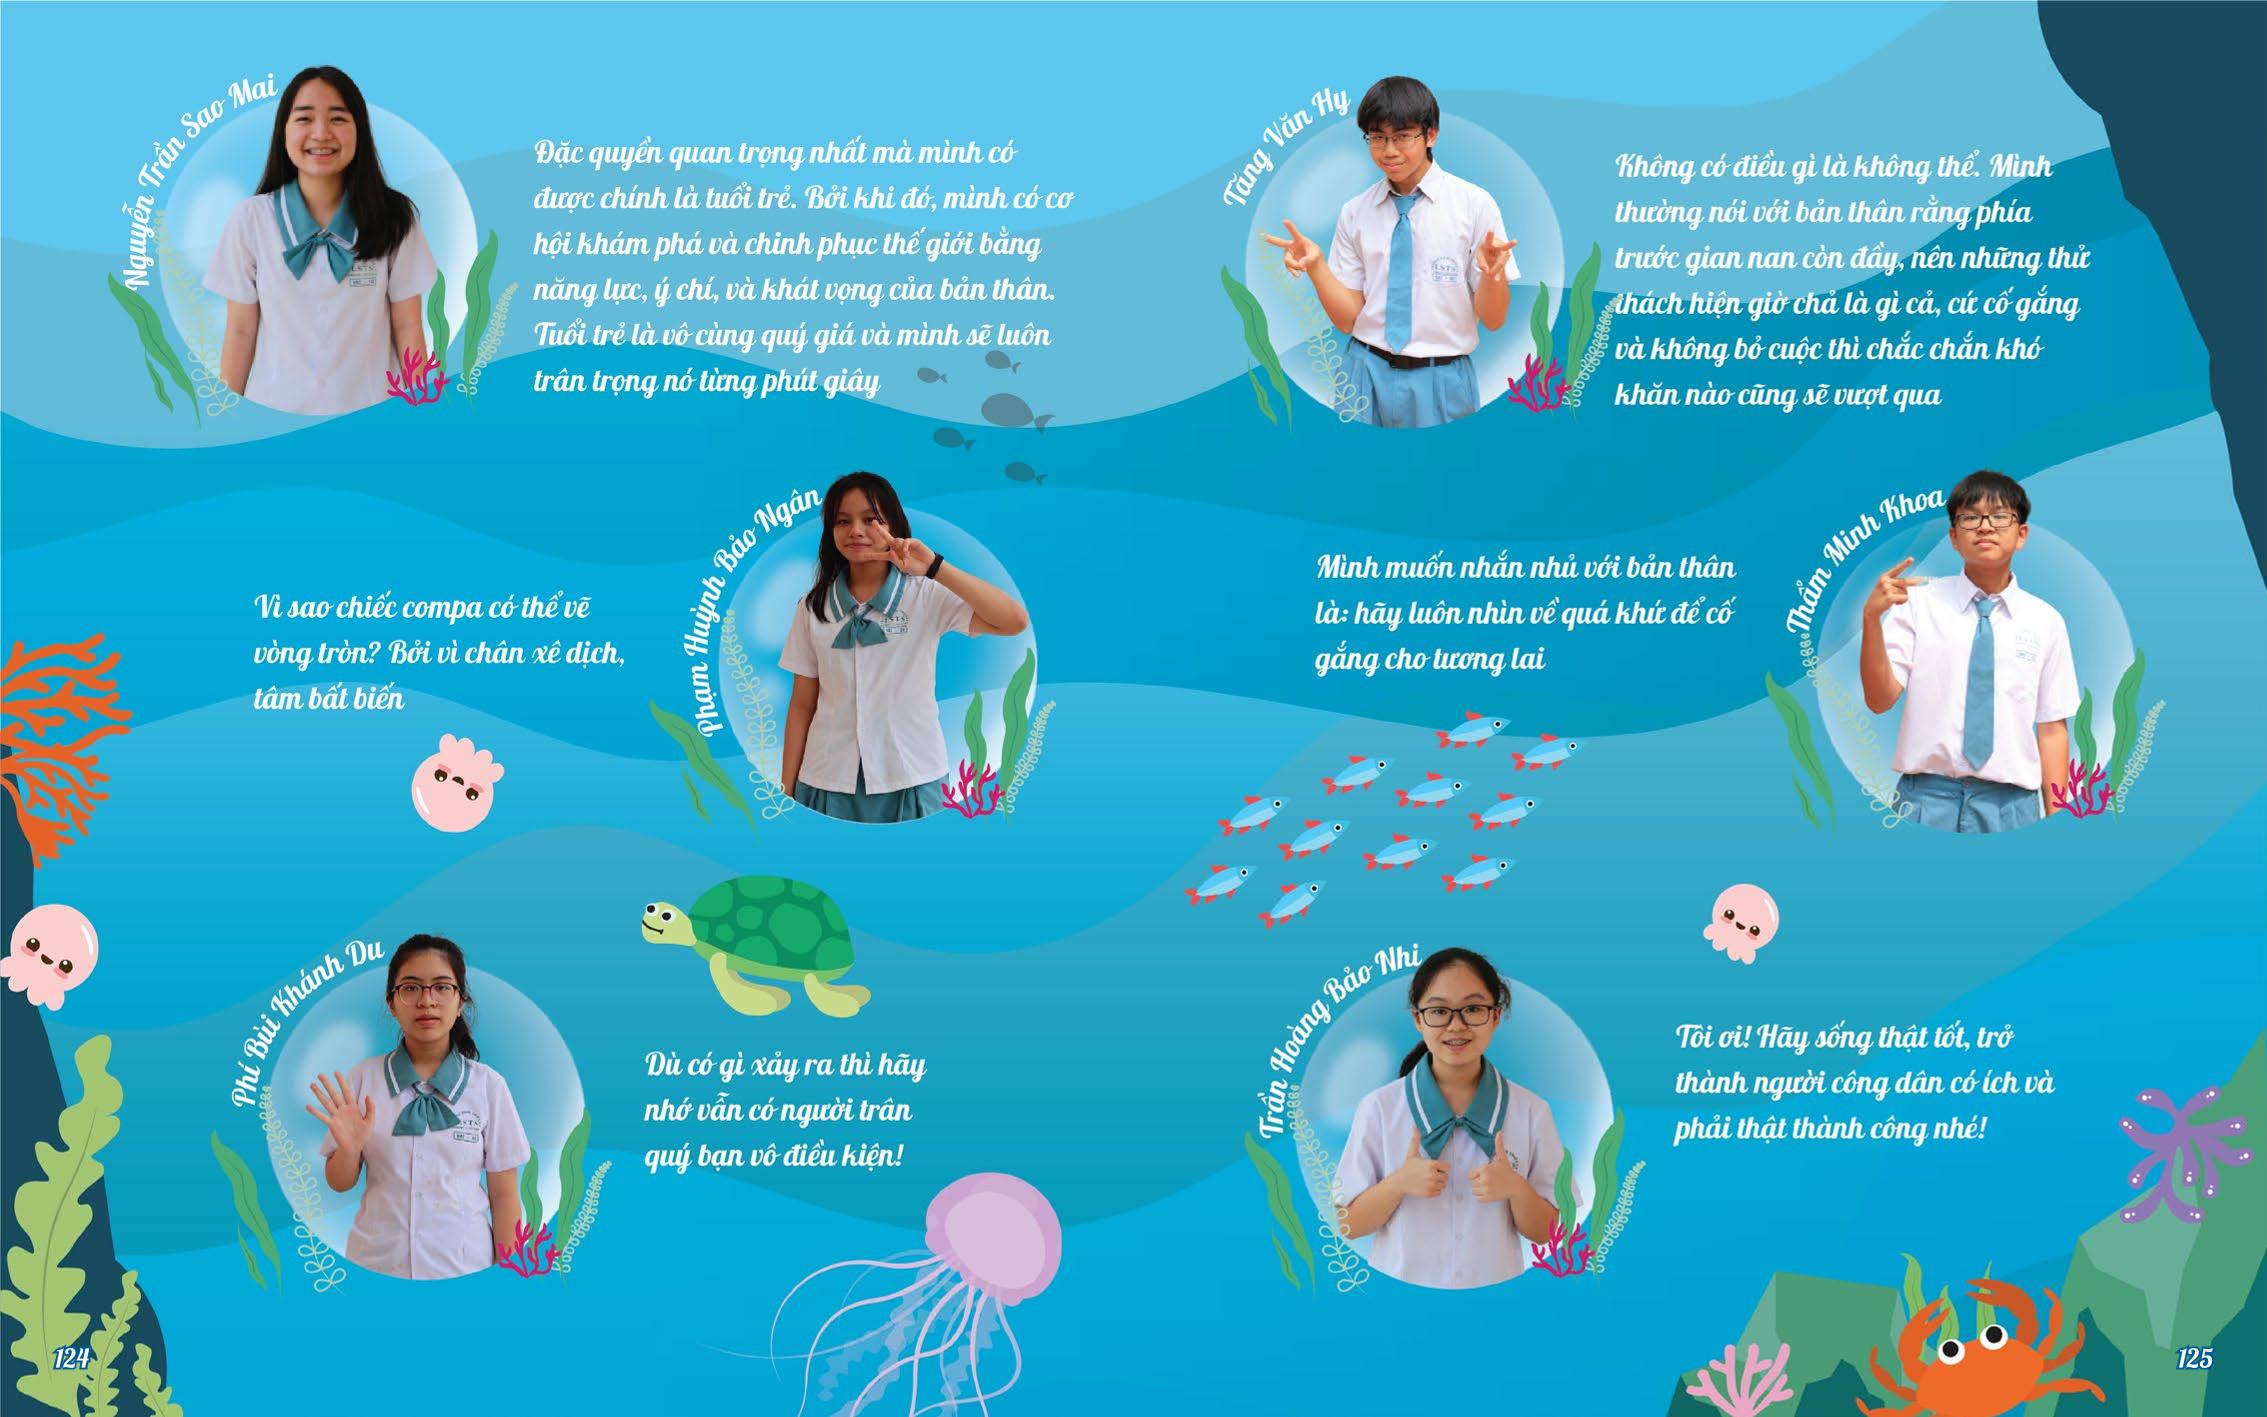 Nguyễn Trần Sao Mai
Đặc quyền quan trọng nhất mà mình có
được chính là tuổi trẻ. Bởi khi đó, mình có cơ
hội khám phá và chinh phục thế giới bằng
năng lực, ý chí, và khát vọng của bản thân.
Tuổi trẻ là vô cùng quý giá và mình sẽ luôn
trân trọng nó từng phút giây
Phạm Huỳnh Bảo Ngân
Vì sao chiếc compa có thể vẽ
vòng tròn? Bởi vì chân xê dịch,
tâm bất biến
Phí Bùi Khánh Du
Dù có gì xảy ra thì hãy
nhớ vẫn có người trân
quý bạn vô điều kiện!
124
Tăng Văn Hy
Không có điều gì là không thể. Mình
thường nói với bản thân rằng phía
trước gian nan còn đầy, nên những thử
thách hiện giờ chả là gì cả, cứ cố gắng
và không bỏ cuộc thì chắc chắn khó
khăn nào cũng sẽ vượt qua
Thẩm Minh Khoa
Mình muốn nhắn nhủ với bản thân
là: hãy luôn nhìn về quá khứ để cố
gắng cho tương lai
Trần Hoàng Bảo Nhi
Tôi ơi! Hãy sống thật tốt, trở
thành người công dân có ích và
phải thật thành công nhé!
125
LSTS
LSTS
LSTS
LSTS